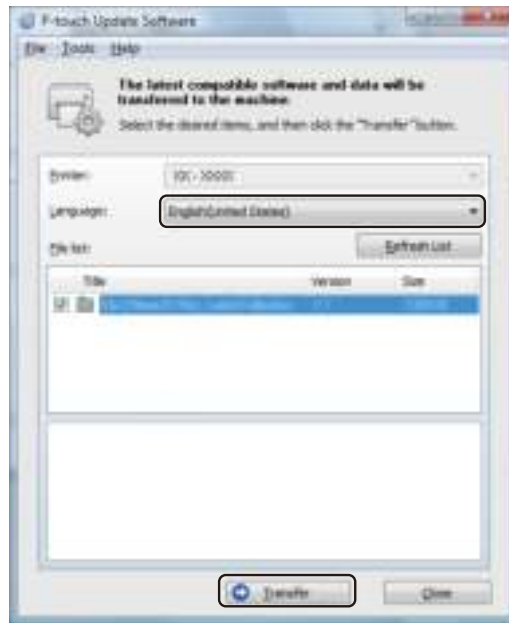 P-touch Update Software
File Tools Help
The latest compatible software and data will be
transferred to the machine.
Select the desired items, and then click the "Transfer" button.
Printer: XX-XXXX
Language: English(United States)
File list: Refresh List
Title Version Size
Transfer Close